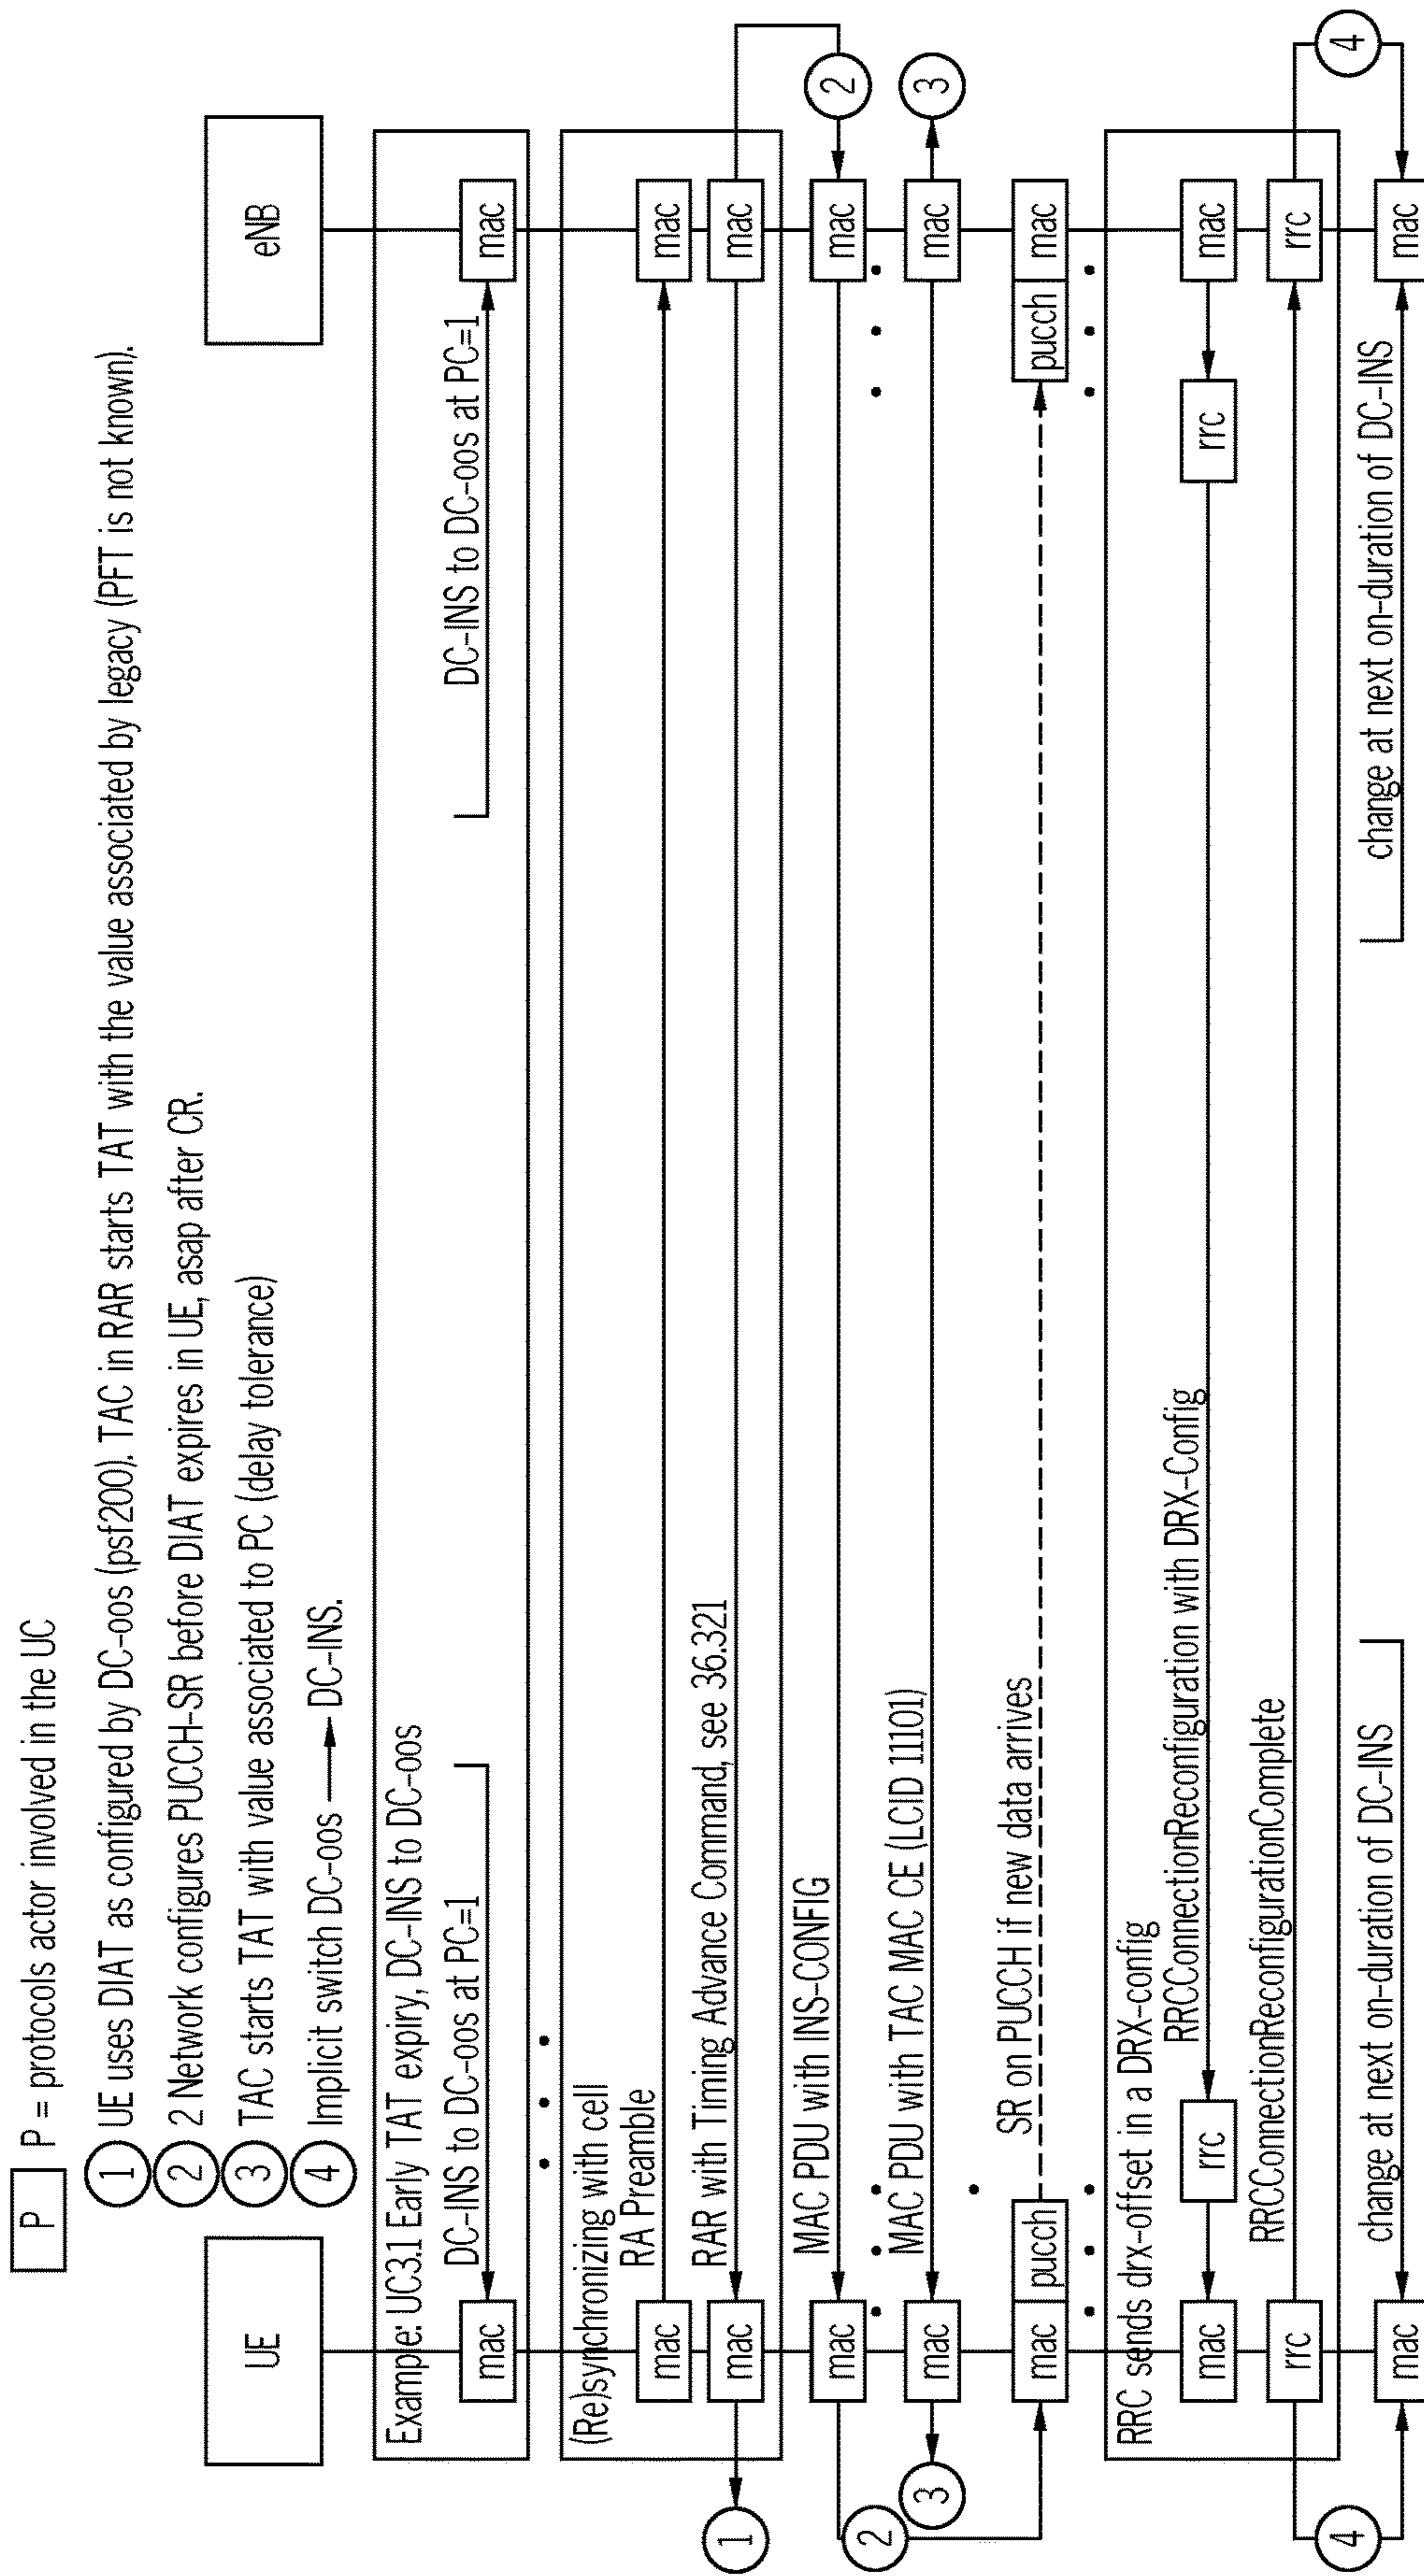 P P = protocols actor involved in the UC
1 UE uses DIAT as configured by DC-oos (psf200). TAC in RAR starts TAT with the value associated by legacy (PFT is not known).
2 2 Network configures PUCCH-SR before DIAT expires in UE, asap after CR.
3 TAC starts TAT with value associated to PC (delay tolerance)
4 Implicit switch DC-oos → DC-INS.
UE eNB
Example: UC3.1 Early TAT expiry, DC-INS to DC-oos
DC-INS to DC-oos at PC=1 DC-INS to DC-oos at PC=1
mac mac
(Re)synchronizing with cell
RA Preamble
mac mac
RAR with Timing Advance Command, see 36.321
1 mac mac
MAC PDU with INS-CONFIG
mac mac 2
2
MAC PDU with TAC MAC CE (LCID 11101)
3 mac mac 3
SR on PUCCH if new data arrives
mac pucch pucch mac
RRC sends drx-offset in a DRX-config
RRCConnectionReconfiguration with DRX-Config
mac rrc rrc mac
RRCConnectionReconfigurationComplete
rrc rrc
4 4
change at next on-duration of DC-INS change at next on-duration of DC-INS
mac mac